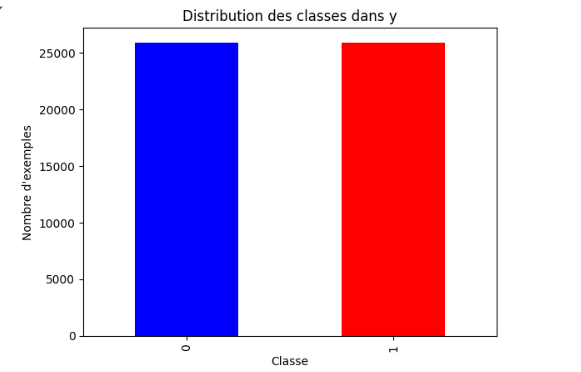 Distribution des classes dans y
25000
20000
15000
10000
5000
0
Nombre d'exemples
0
1
Classe